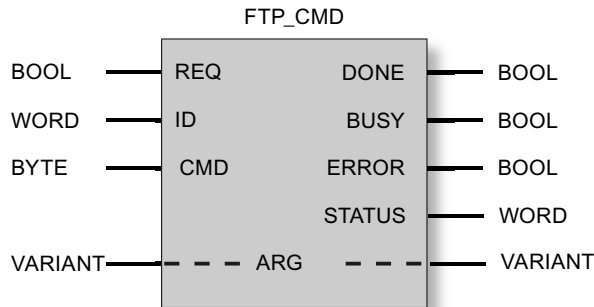 FTP_CMD
BOOL REQ DONE BOOL
WORD ID BUSY BOOL
BYTE CMD ERROR BOOL
STATUS WORD
VARIANT ARG VARIANT